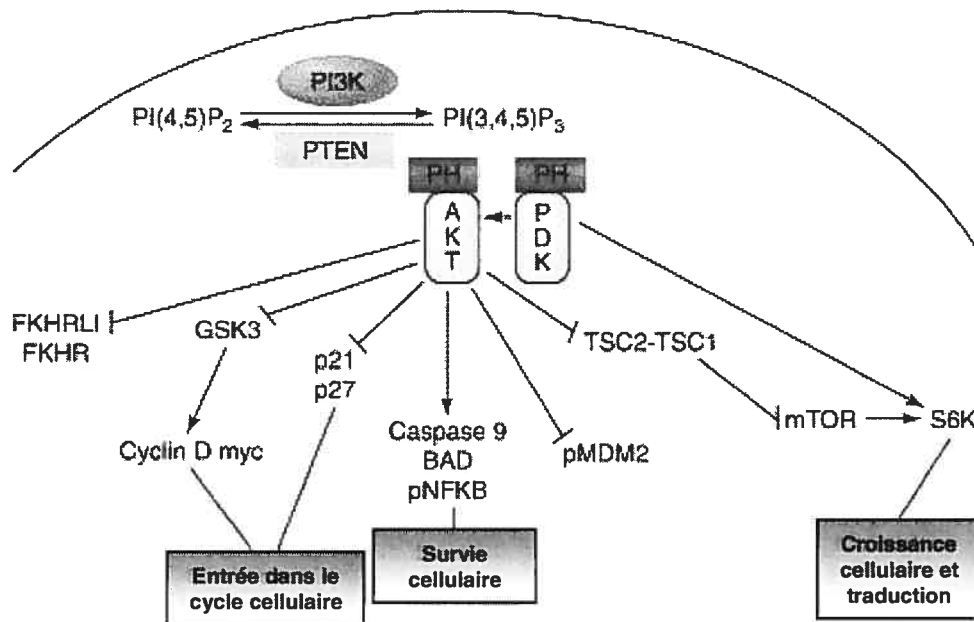 PI3K
PI(4,5)P₂
PI(3,4,5)P₃
PTEN
PH
PH
AKT
PDK
FKHRLI
FKHR
GSK3
p21
p27
TSC2-TSC1
mTOR
S6K
Cyclin D myc
Caspase 9
BAD
pNFKB
pMDM2
Entrée dans le
cycle cellulaire
Survie
cellulaire
Croissance
cellulaire et
traduction